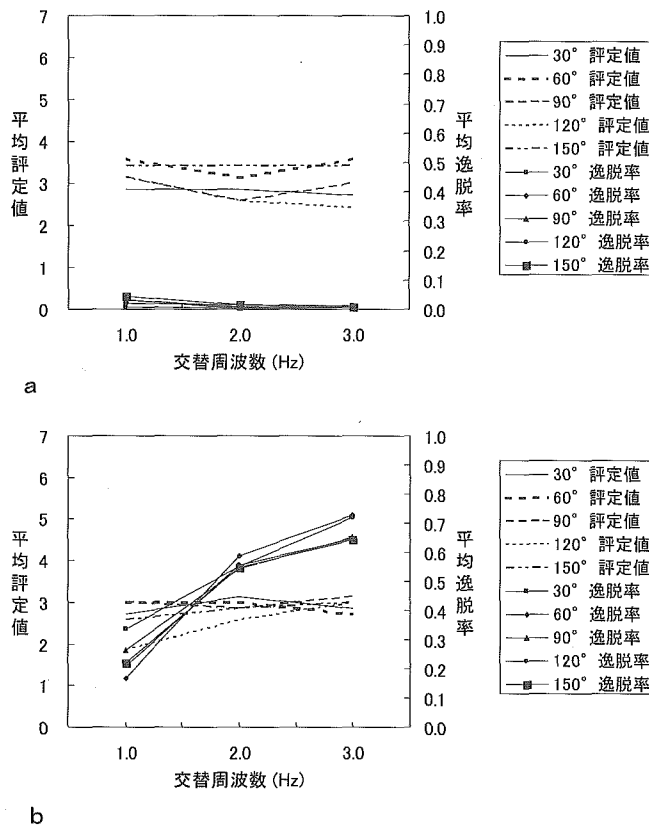 7
6
5
4
3
2
1
0
平均評定値
1.0
0.9
0.8
0.7
0.6
0.5
0.4
0.3
0.2
0.1
0.0
平均逸脱率
1.0 2.0 3.0
交替周波数 (Hz)
30° 評定値
60° 評定値
90° 評定値
120° 評定値
150° 評定値
30° 逸脱率
60° 逸脱率
90° 逸脱率
120° 逸脱率
150° 逸脱率
a
7
6
5
4
3
2
1
0
平均評定値
1.0
0.9
0.8
0.7
0.6
0.5
0.4
0.3
0.2
0.1
0.0
平均逸脱率
1.0 2.0 3.0
交替周波数 (Hz)
30° 評定値
60° 評定値
90° 評定値
120° 評定値
150° 評定値
30° 逸脱率
60° 逸脱率
90° 逸脱率
120° 逸脱率
150° 逸脱率
b